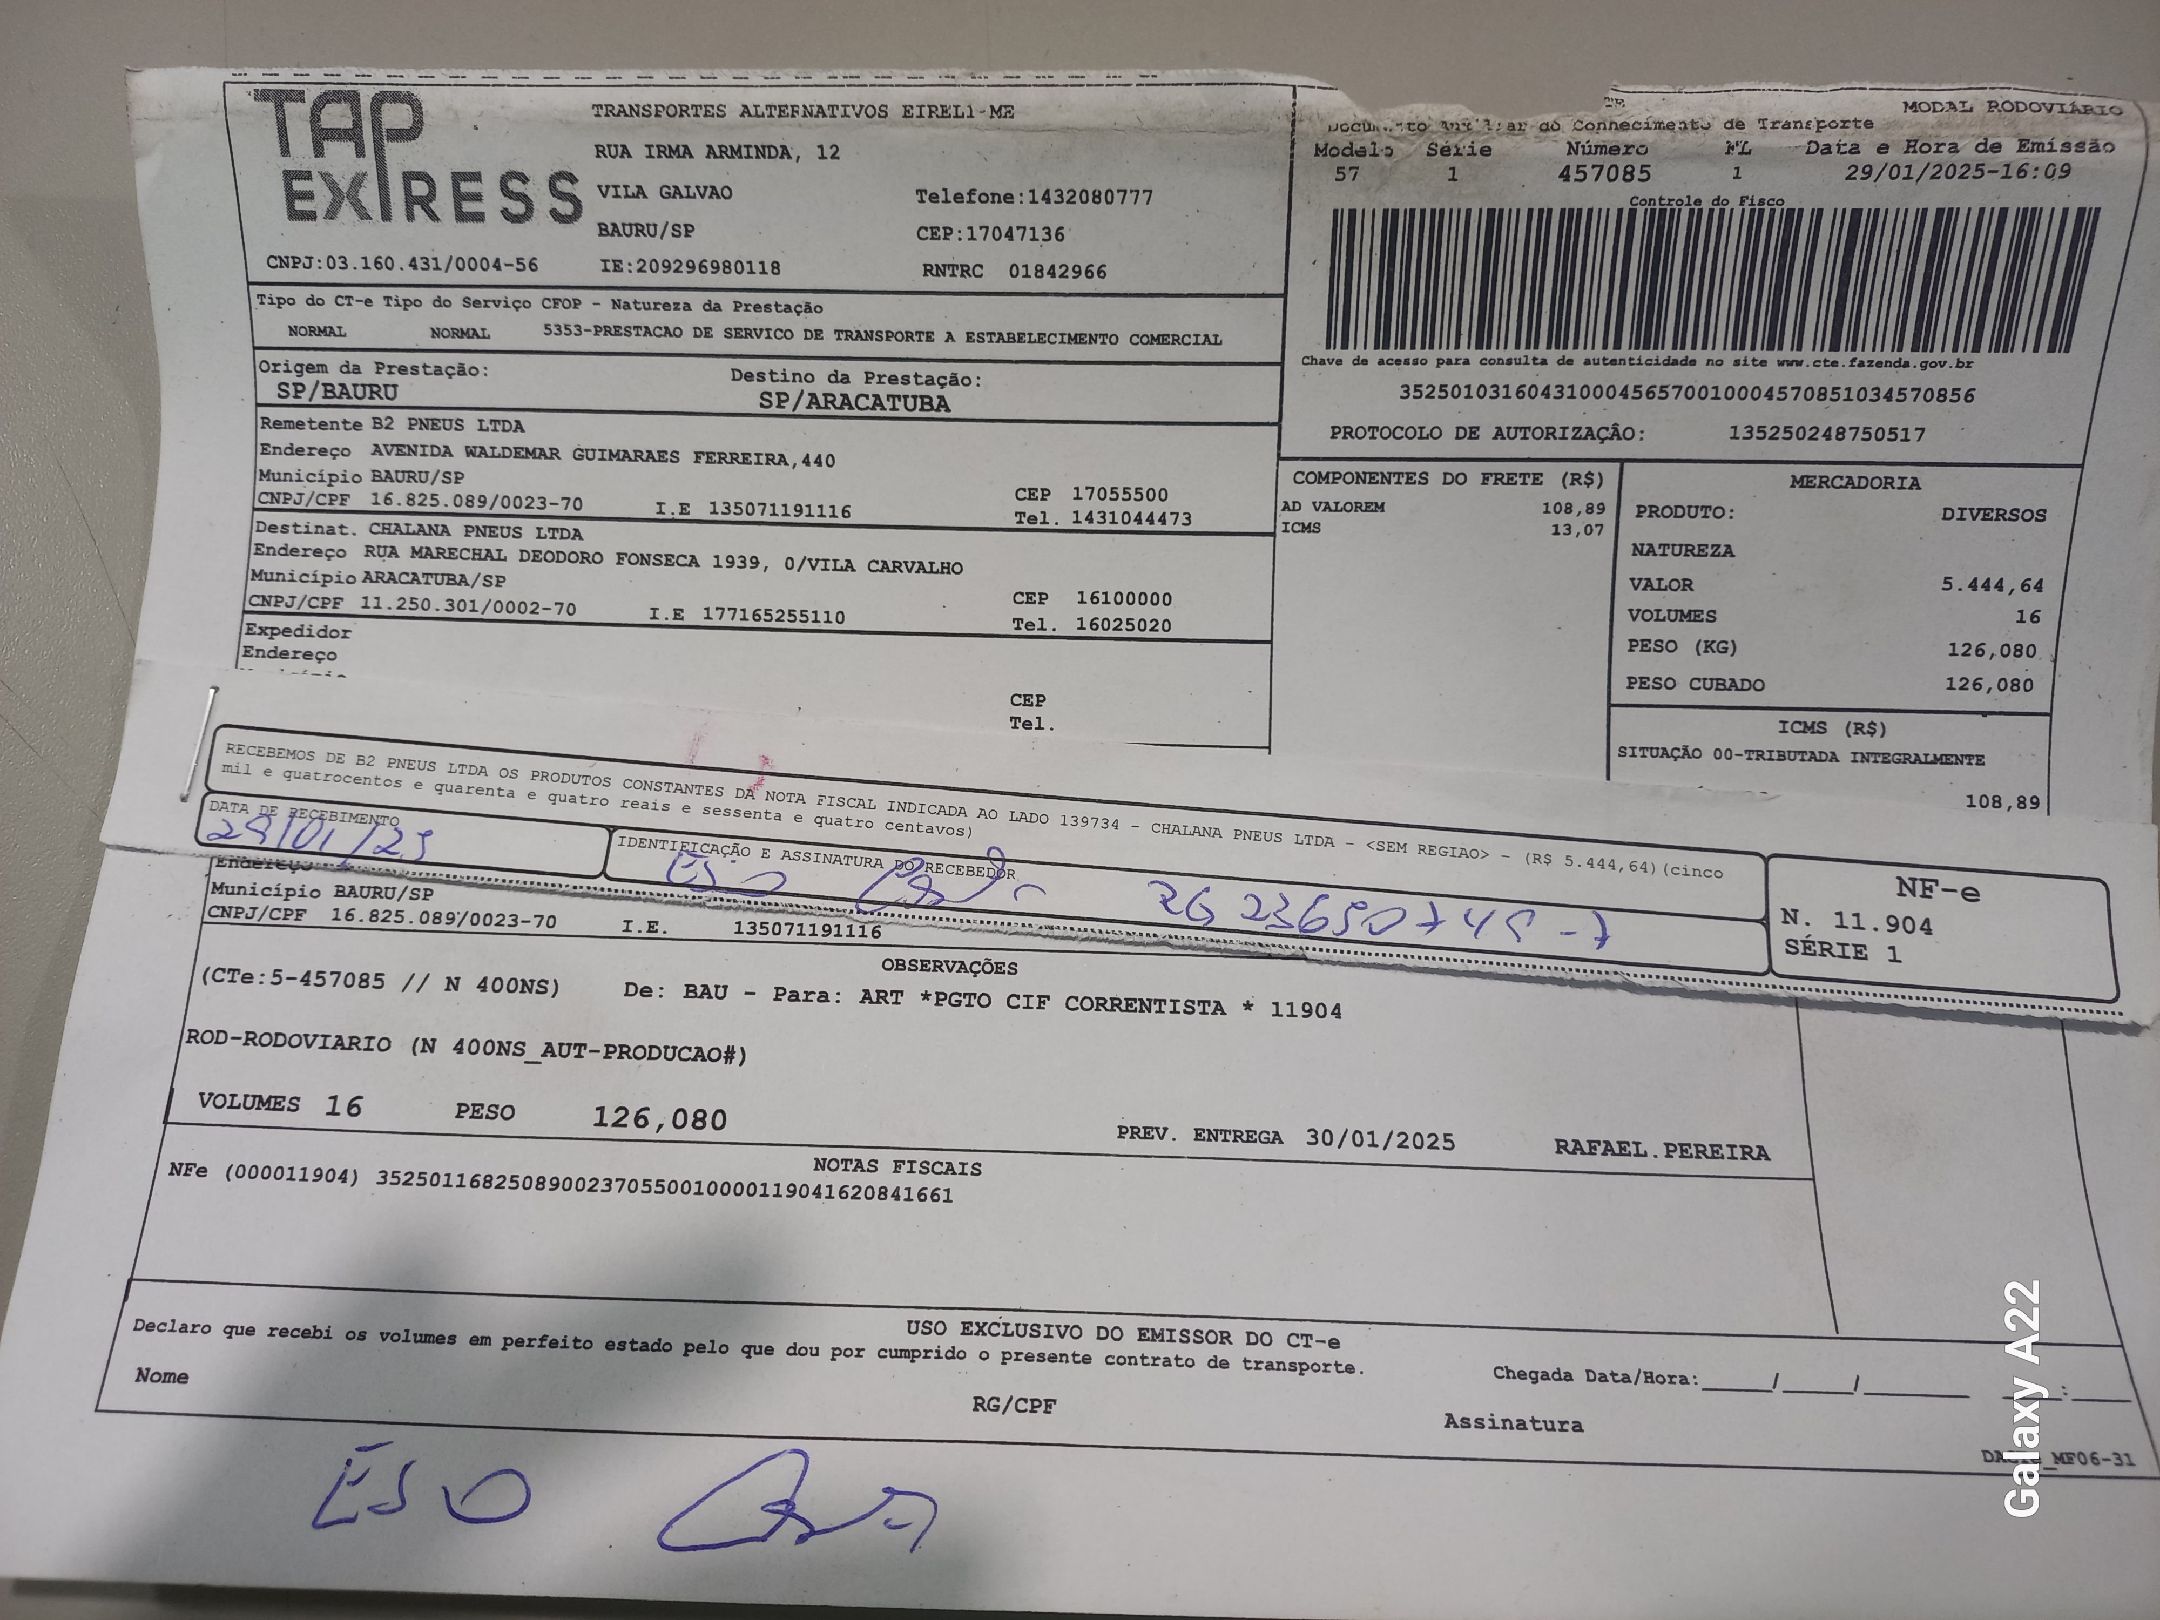 TAP EXPRESS
TRANSPORTES ALTEFNATIVOS EIREL1-ME
RUA IRMA ARMINDA, 12
VILA GALVAO Telefone:1432080777
BAURU/SP CEP:17047136
CNPJ:03.160.431/0004-56 IE:209296980118 RNTRC 01842966
MODAL RODOVIÁRIO
do Conhecimento de Transporte
Modelo Série Número FL Data e Hora de Emissão
57 1 457085 1 29/01/2025-16:09
Controle do Fisco
Chave de acesso para consulta de autenticidade no site www.cte.fazenda.gov.br
35250103160431000456570010004570851034570856
PROTOCOLO DE AUTORIZAÇÂO: 135250248750517
Tipo do CT-e Tipo do Serviço CFOP - Natureza da Prestação
NORMAL NORMAL 5353-PRESTACAO DE SERVICO DE TRANSPORTE A ESTABELECIMENTO COMERCIAL
Origem da Prestação: Destino da Prestação:
SP/BAURU SP/ARACATUBA
Remetente B2 PNEUS LTDA
Endereço AVENIDA WALDEMAR GUIMARAES FERREIRA,440
Município BAURU/SP CEP 17055500
CNPJ/CPF 16.825.089/0023-70 I.E 135071191116 Tel. 1431044473
Destinat. CHALANA PNEUS LTDA
Endereço RUA MARECHAL DEODORO FONSECA 1939, 0/VILA CARVALHO
Município ARACATUBA/SP CEP 16100000
CNPJ/CPF 11.250.301/0002-70 I.E 177165255110 Tel. 16025020
Expedidor
Endereço
CEP
Tel.
COMPONENTES DO FRETE (R$)
AD VALOREM 108,89
ICMS 13,07
MERCADORIA
PRODUTO: DIVERSOS
NATUREZA
VALOR 5.444,64
VOLUMES 16
PESO (KG) 126,080
PESO CUBADO 126,080
ICMS (R$)
SITUAÇÃO 00-TRIBUTADA INTEGRALMENTE
108,89
RECEBEMOS DE B2 PNEUS LTDA OS PRODUTOS CONSTANTES DA NOTA FISCAL INDICADA AO LADO 139734 - CHALANA PNEUS LTDA - <SEM REGIAO> - (R$ 5.444,64)(cinco
mil e quatrocentos e quarenta e quatro reais e sessenta e quatro centavos)
DATA DE RECEBIMENTO
IDENTIFICAÇÃO E ASSINATURA DO RECEBEDOR
NF-e
N. 11.904
SÉRIE 1
Endereço
Município BAURU/SP
CNPJ/CPF 16.825.089/0023-70 I.E. 135071191116
OBSERVAÇÕES
(CTe:5-457085 // N 400NS) De: BAU - Para: ART *PGTO CIF CORRENTISTA * 11904
ROD-RODOVIARIO (N 400NS_AUT-PRODUCAO#)
VOLUMES 16 PESO 126,080
PREV. ENTREGA 30/01/2025 RAFAEL.PEREIRA
NOTAS FISCAIS
NFe (000011904) 35250116825089002370550010000119041620841661
USO EXCLUSIVO DO EMISSOR DO CT-e
Declaro que recebi os volumes em perfeito estado pelo que dou por cumprido o presente contrato de transporte.
Chegada Data/Hora:_____/_____/________ __:____
Nome RG/CPF Assinatura
MF06-31
Galaxy A22